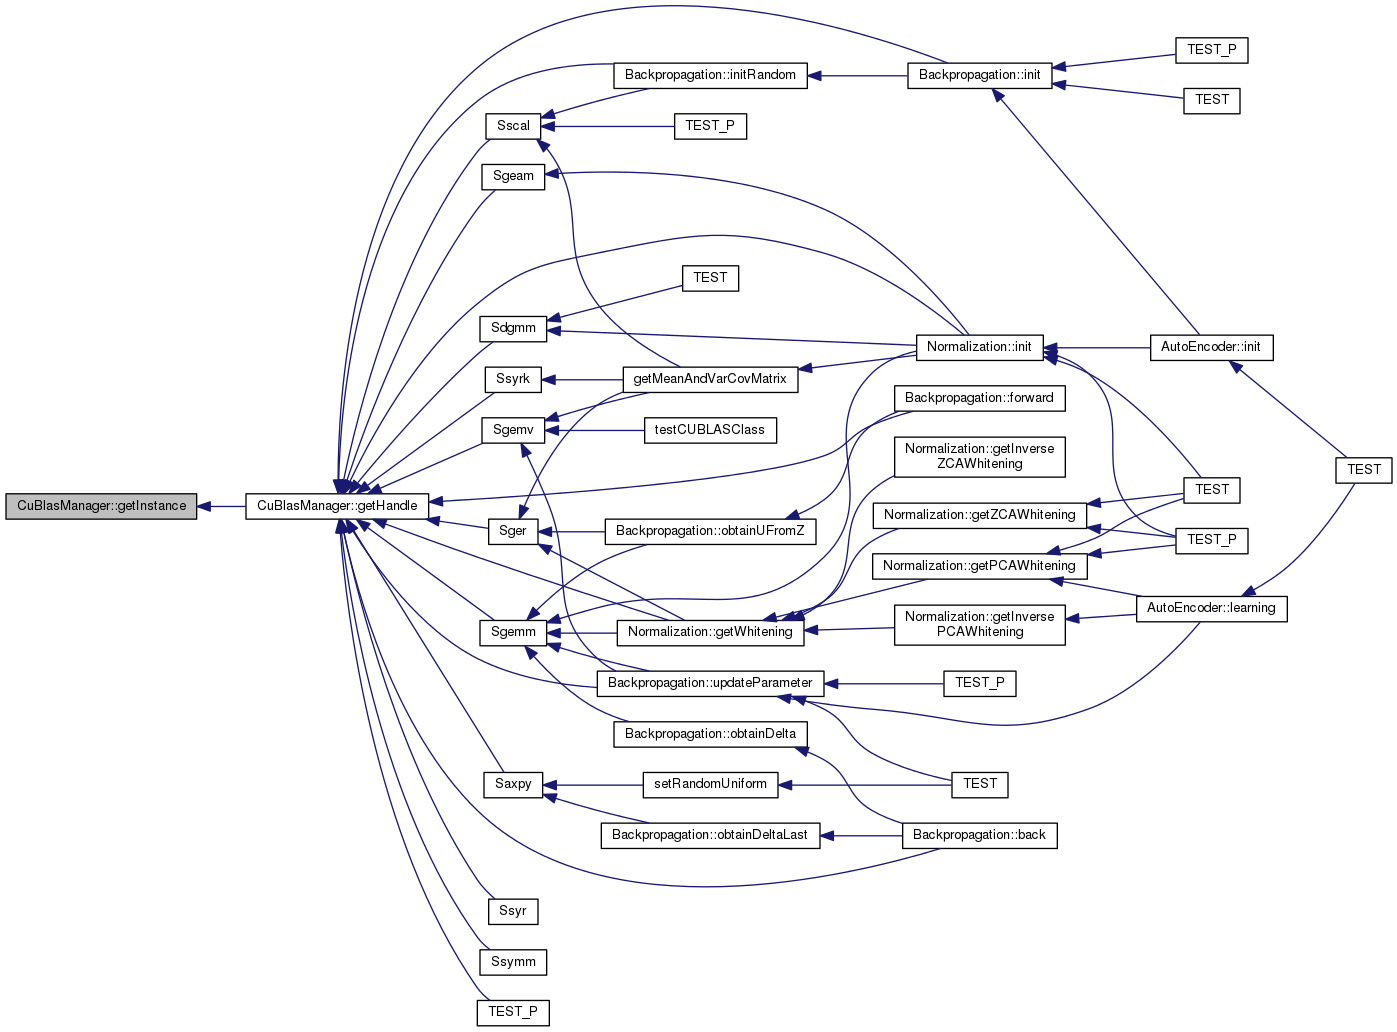 CuBlasManager::getInstance
CuBlasManager::getHandle
Backpropagation::initRandom
Backpropagation::init
TEST_P
TEST
Sscal
TEST_P
Sgeam
TEST
Sdgmm
Normalization::init
AutoEncoder::init
Ssyrk
getMeanAndVarCovMatrix
Backpropagation::forward
Sgemv
testCUBLASClass
Normalization::getInverse
ZCAWhitening
TEST
TEST
Sger
Backpropagation::obtainUFromZ
Normalization::getZCAWhitening
TEST_P
Normalization::getPCAWhitening
AutoEncoder::learning
Sgemm
Normalization::getWhitening
Normalization::getInverse
PCAWhitening
Backpropagation::updateParameter
TEST_P
Backpropagation::obtainDelta
Saxpy
setRandomUniform
TEST
Backpropagation::obtainDeltaLast
Backpropagation::back
Ssyr
Ssymm
TEST_P